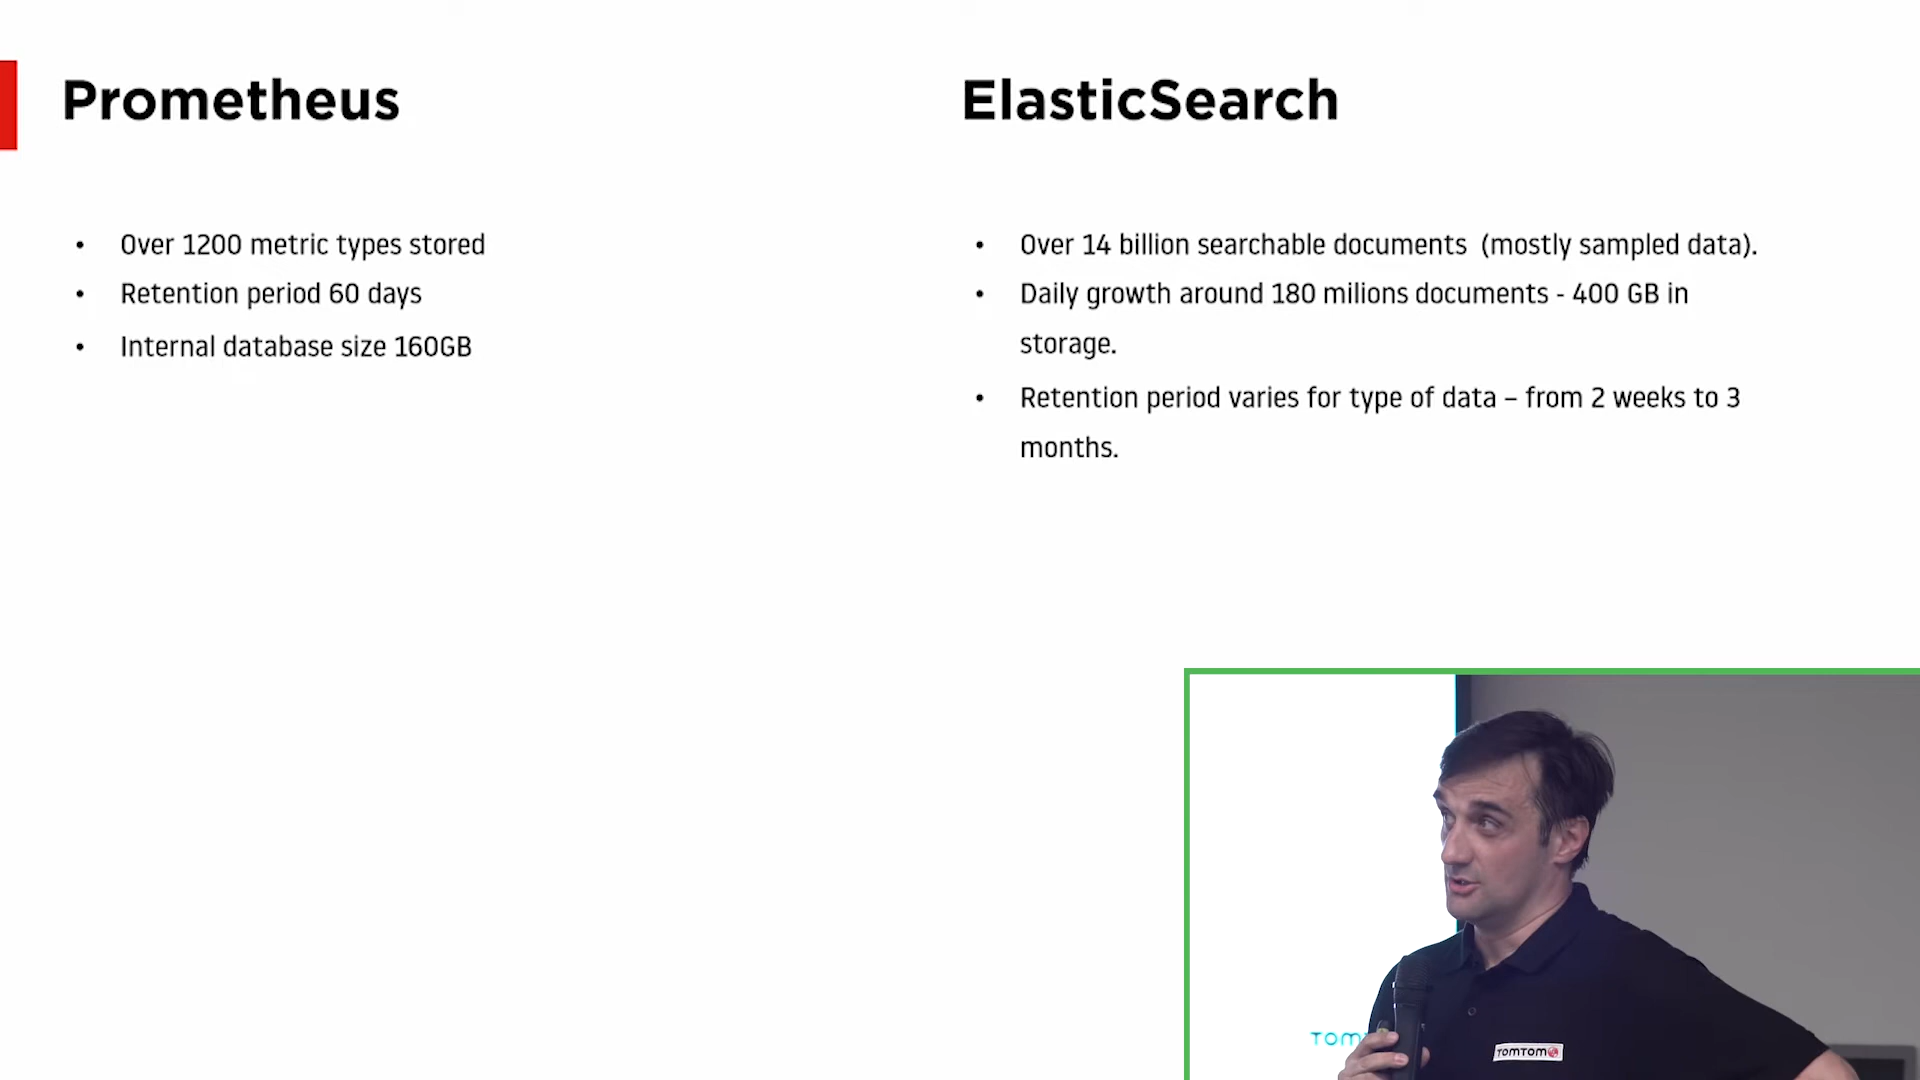 Prometheus
• Over 1200 metric types stored
• Retention period 60 days
• Internal database size 160GB
ElasticSearch
• Over 14 billion searchable documents (mostly sampled data).
• Daily growth around 180 milions documents - 400 GB in
storage.
• Retention period varies for type of data – from 2 weeks to 3
months.
TOMTOM